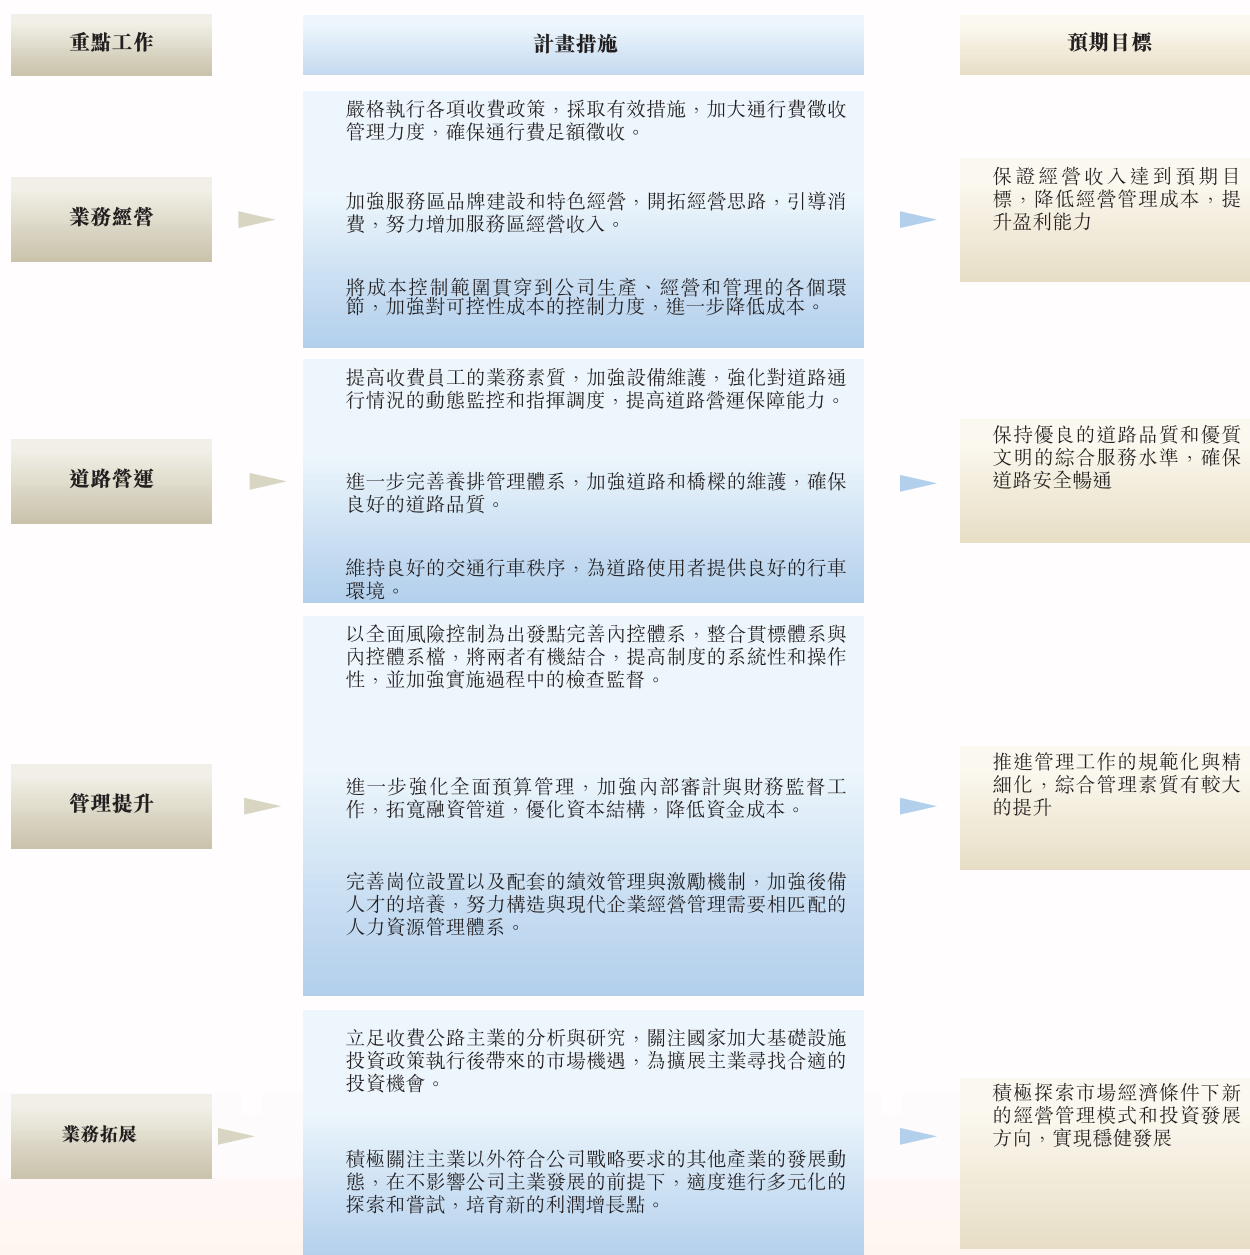 重點工作
計畫措施
預期目標
業務經營
嚴格執行各項收費政策，採取有效措施，加大通行費徵收
管理力度，確保通行費足額徵收。
加強服務區品牌建設和特色經營，開拓經營思路，引導消
費，努力增加服務區經營收入。
將成本控制範圍貫穿到公司生產、經營和管理的各個環
節，加強對可控性成本的控制力度，進一步降低成本。
保證經營收入達到預期目
標，降低經營管理成本，提
升盈利能力
道路營運
提高收費員工的業務素質，加強設備維護，強化對道路通
行情況的動態監控和指揮調度，提高道路營運保障能力。
進一步完善養排管理體系，加強道路和橋樑的維護，確保
良好的道路品質。
維持良好的交通行車秩序，為道路使用者提供良好的行車
環境。
保持優良的道路品質和優質
文明的綜合服務水準，確保
道路安全暢通
管理提升
以全面風險控制為出發點完善內控體系，整合貫標體系與
內控體系檔，將兩者有機結合，提高制度的系統性和操作
性，並加強實施過程中的檢查監督。
進一步強化全面預算管理，加強內部審計與財務監督工
作，拓寬融資管道，優化資本結構，降低資金成本。
完善崗位設置以及配套的績效管理與激勵機制，加強後備
人才的培養，努力構造與現代企業經營管理需要相匹配的
人力資源管理體系。
推進管理工作的規範化與精
細化，綜合管理素質有較大
的提升
業務拓展
立足收費公路主業的分析與研究，關注國家加大基礎設施
投資政策執行後帶來的市場機遇，為擴展主業尋找合適的
投資機會。
積極關注主業以外符合公司戰略要求的其他產業的發展動
態，在不影響公司主業發展的前提下，適度進行多元化的
探索和嘗試，培育新的利潤增長點。
積極探索市場經濟條件下新
的經營管理模式和投資發展
方向，實現穩健發展